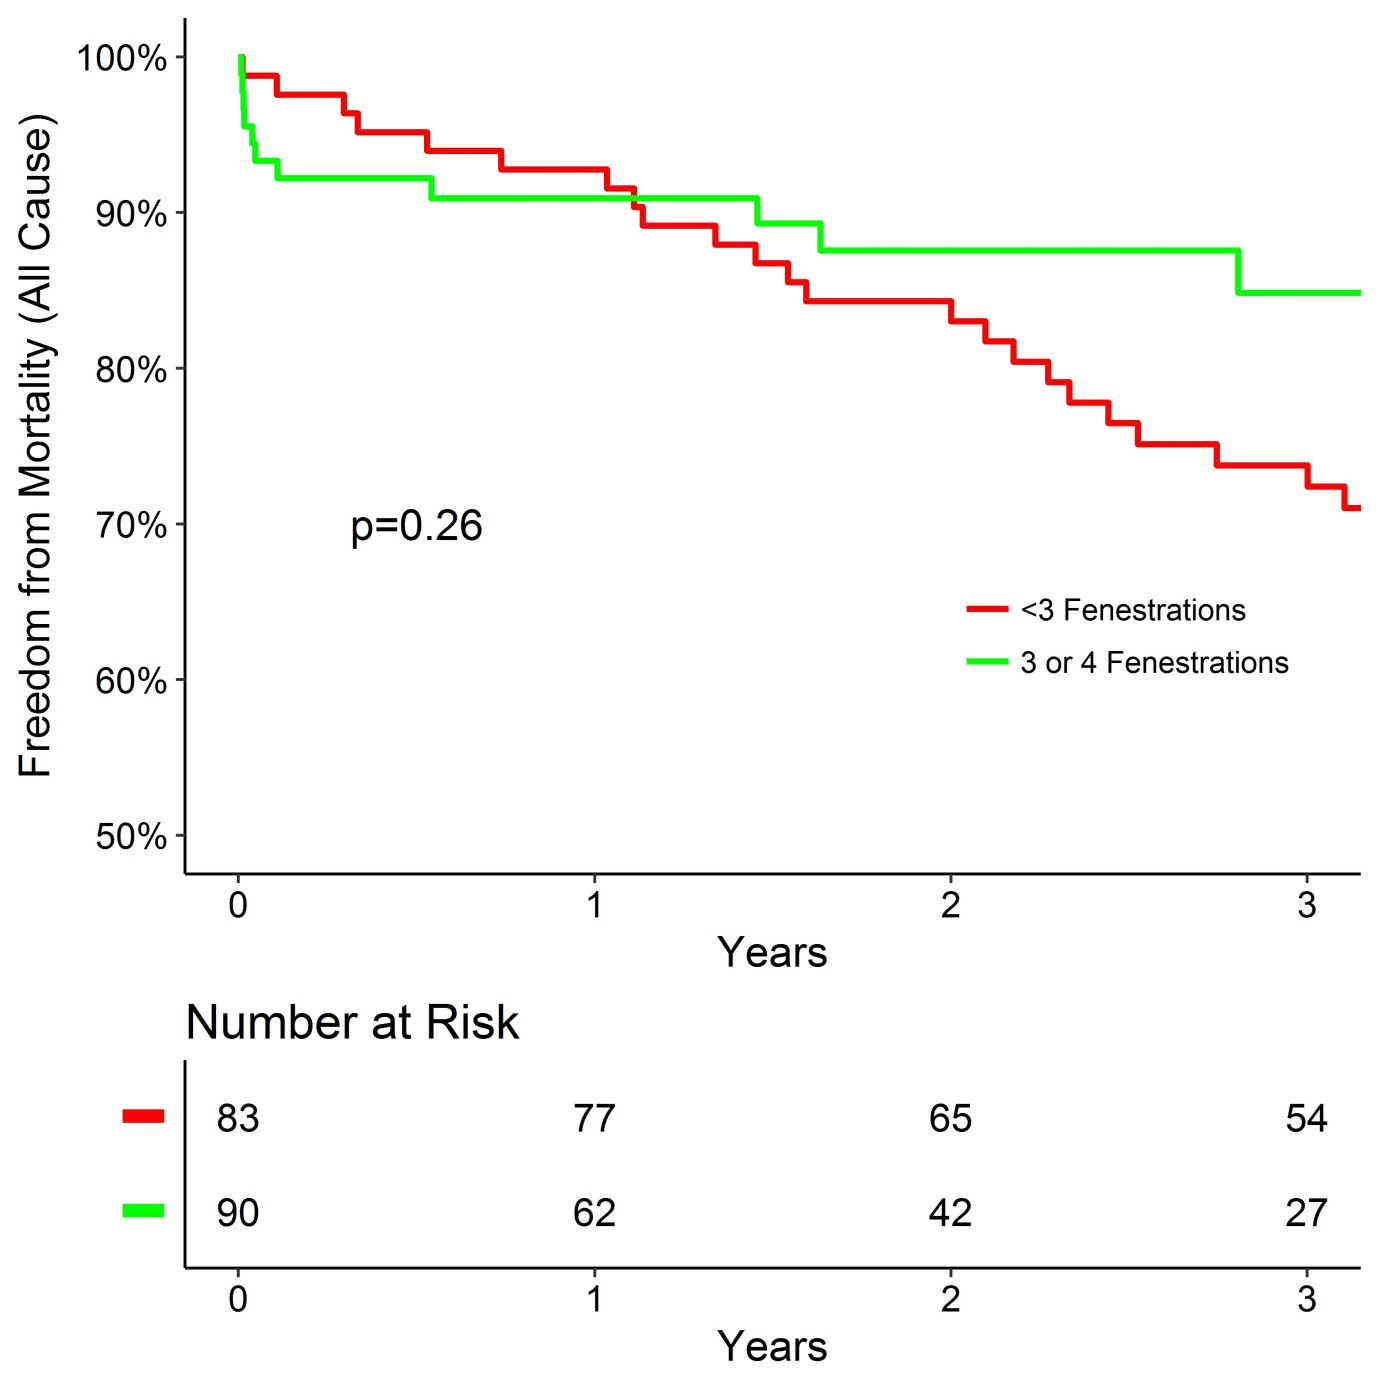 Freedom from Mortality (All Cause)
100%
90%
80%
70%
60%
50%
p=0.26
<3 Fenestrations
3 or 4 Fenestrations
0 1 2 3
Years
Number at Risk
83 77 65 54
90 62 42 27
0 1 2 3
Years